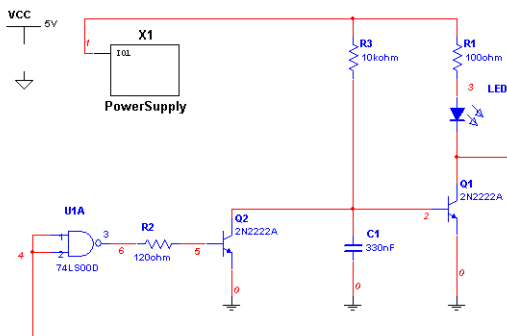 VCC
5V
1
X1
IO1
PowerSupply
R3
10kohm
R1
100ohm
3
LED
Q1
2N2222A
2
U1A
1
2
3
74LS00D
4
6
R2
120ohm
5
Q2
2N2222A
C1
330nF
0
0
0